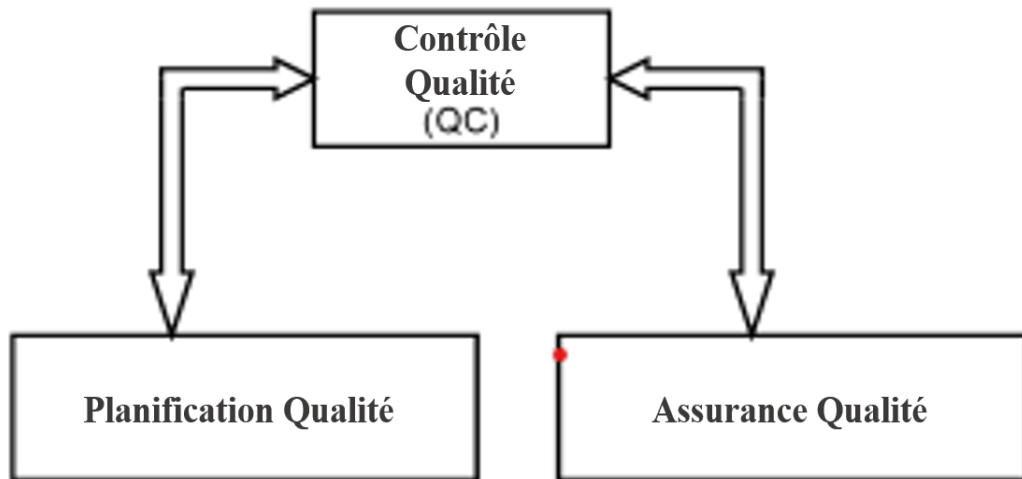 Contrôle
Qualité
(QC)
Planification Qualité
Assurance Qualité